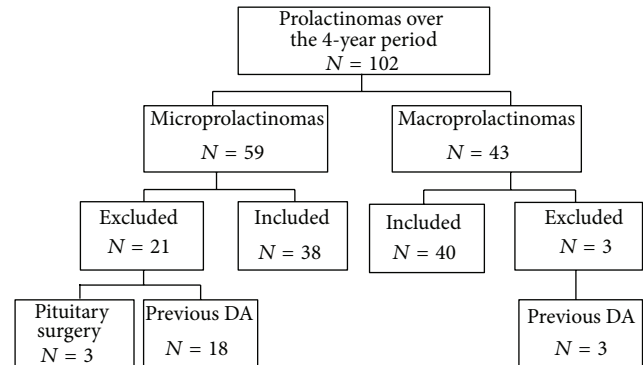 Prolactinomas over
the 4-year period
N = 102
Microprolactinomas
N = 59
Macroprolactinomas
N = 43
Excluded
N = 21
Included
N = 38
Included
N = 40
Excluded
N = 3
Pituitary
surgery
N = 3
Previous DA
N = 18
Previous DA
N = 3